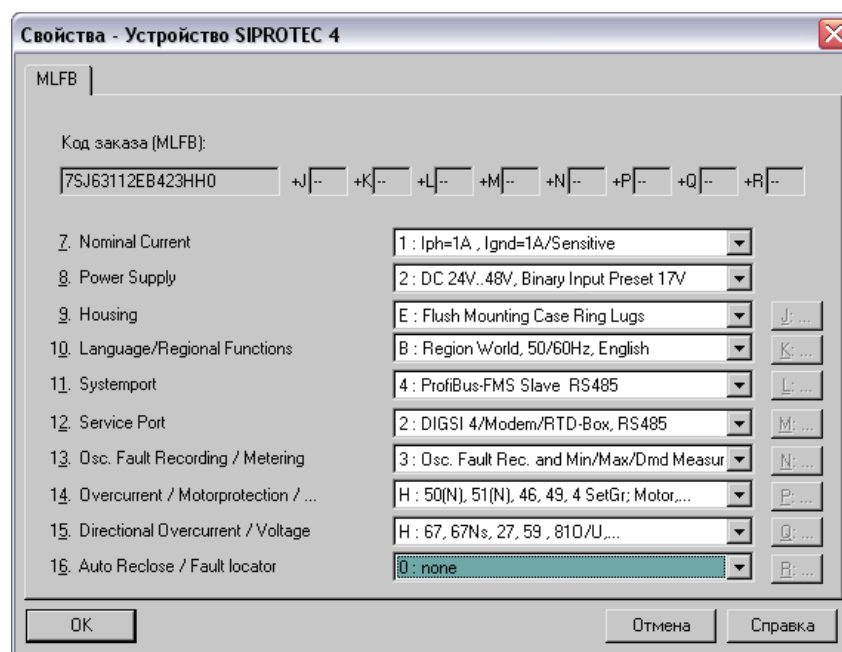 Свойства - Устройство SIPROTEC 4
MLFB
Код заказа (MLFB):
7SJ63112EB423HH0 +J -- +K -- +L -- +M -- +N -- +P -- +Q -- +R --
7. Nominal Current 1 : Iph=1A , Ignd=1A/Sensitive
8. Power Supply 2 : DC 24V..48V, Binary Input Preset 17V
9. Housing E : Flush Mounting Case Ring Lugs J: ...
10. Language/Regional Functions B : Region World, 50/60Hz, English K: ...
11. Systemport 4 : ProfiBus-FMS Slave RS485 L: ...
12. Service Port 2 : DIGSI 4/Modem/RTD-Box, RS485 M: ...
13. Osc. Fault Recording / Metering 3 : Osc. Fault Rec. and Min/Max/Dmd Measur N: ...
14. Overcurrent / Motorprotection / ... H : 50(N), 51(N), 46, 49, 4 SetGr; Motor,... P: ...
15. Directional Overcurrent / Voltage H : 67, 67Ns, 27, 59 , 81O/U,... Q: ...
16. Auto Reclose / Fault locator 0 : none R: ...
OK Отмена Справка